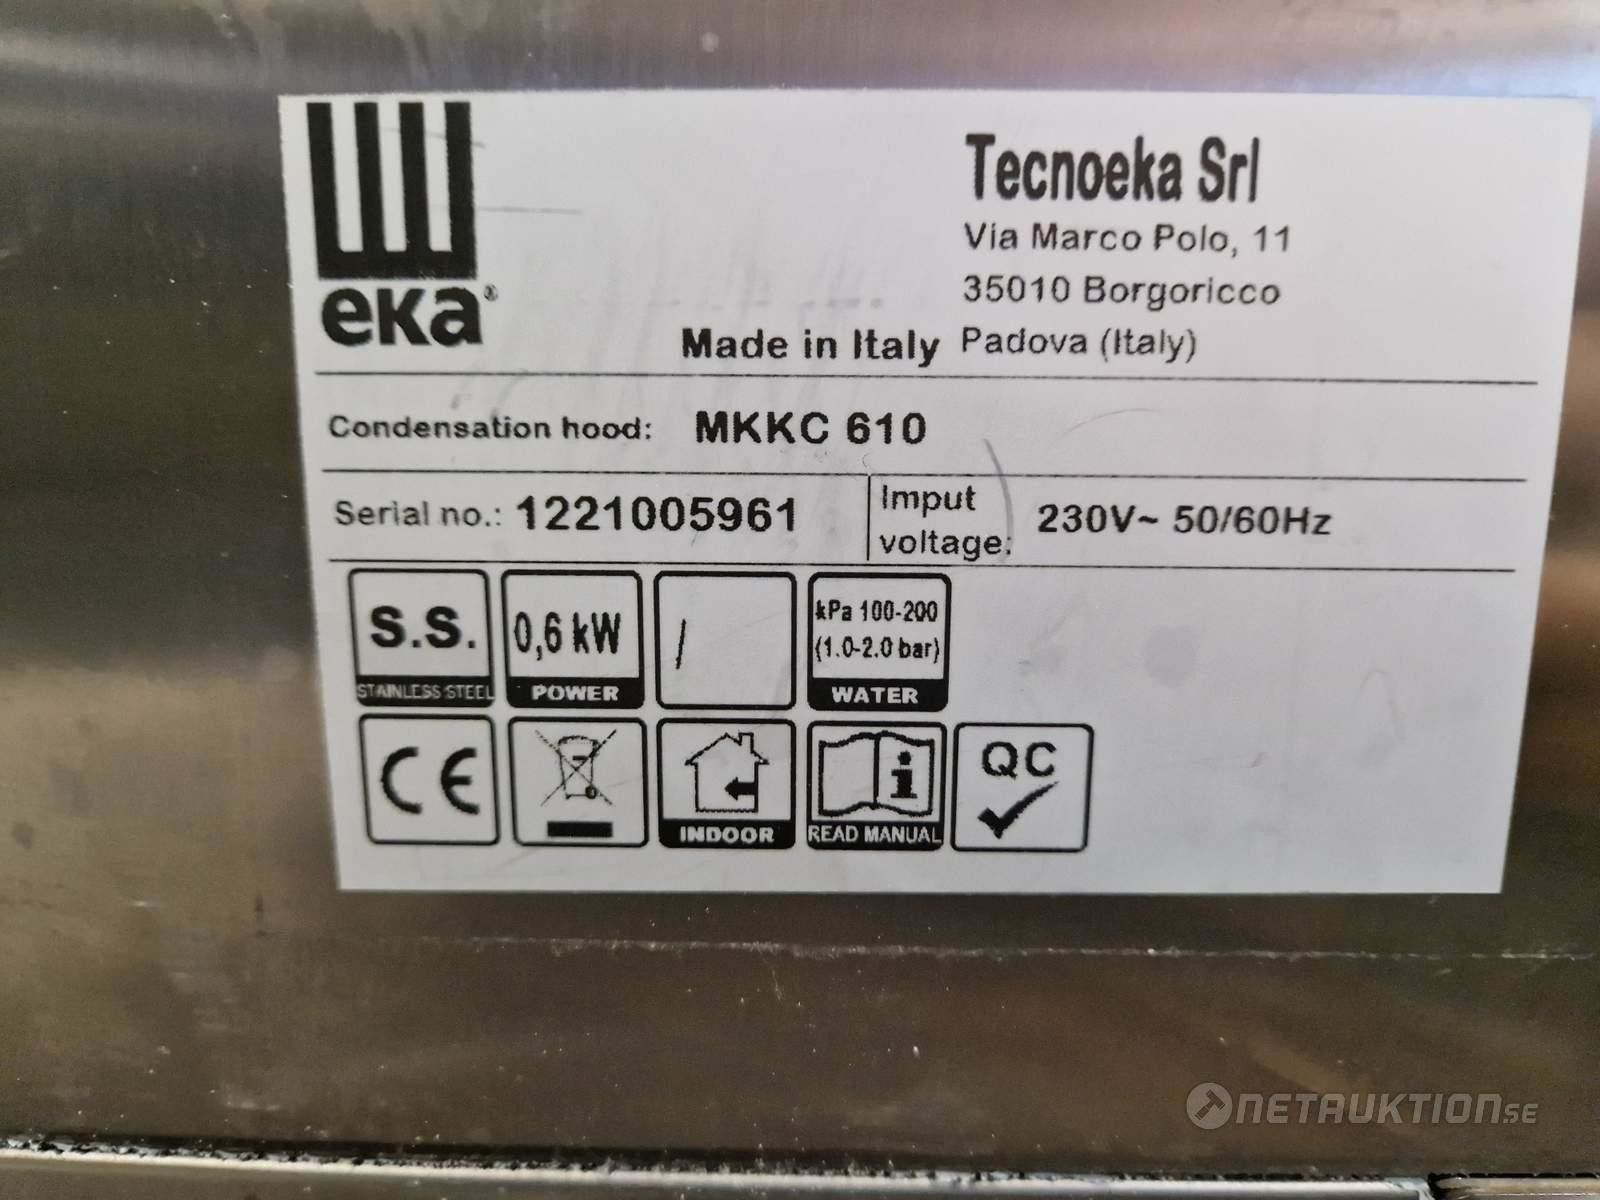 eka®
Tecnoeka Srl
Via Marco Polo, 11
35010 Borgoricco
Made in Italy Padova (Italy)
Condensation hood: MKKC 610
Serial no.: 1221005961
Imput
voltage: 230V~ 50/60Hz
S.S.
STAINLESS STEEL
0,6 kW
POWER
/
kPa 100-200
(1.0-2.0 bar)
WATER
CE
INDOOR
i
READ MANUAL
QC
NETAUKTION.SE